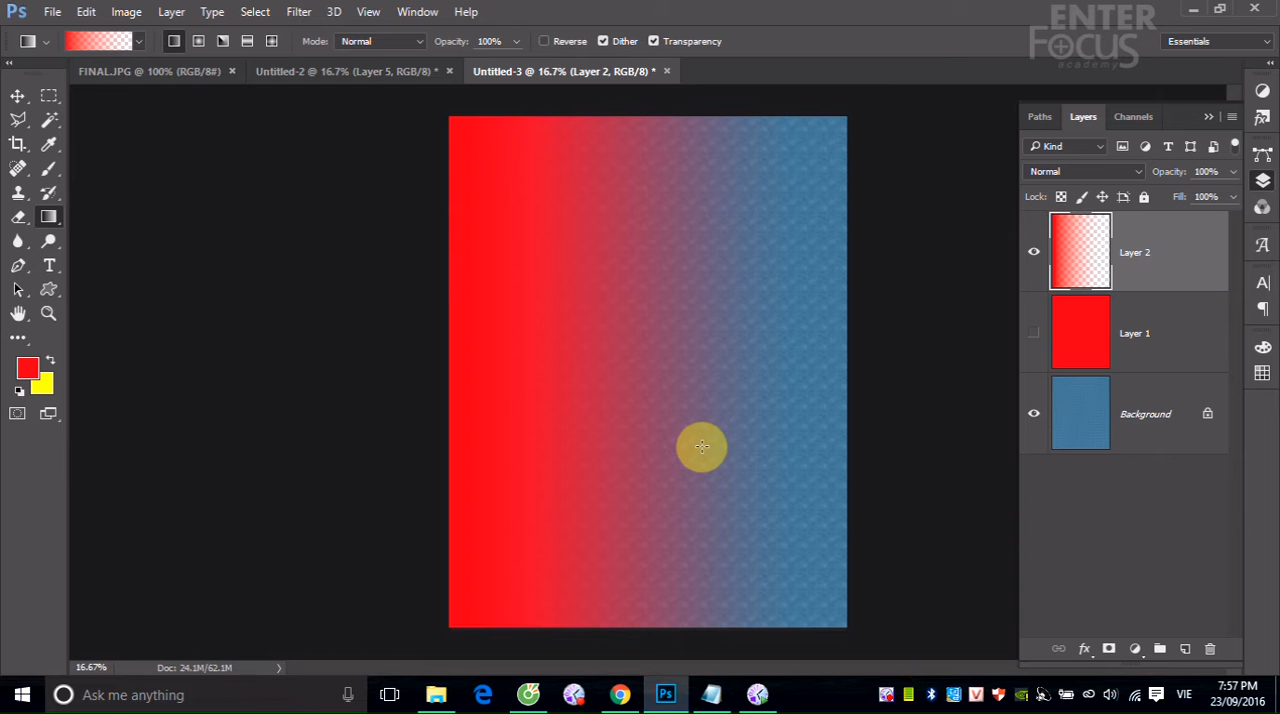 Ps File Edit Image Layer Type Select Filter 3D View Window Help
ENTER
FOCUS
academy
Mode: Normal Opacity: 100% Reverse Dither Transparency Essentials
FINAL.JPG @ 100% (RGB/8#) × Untitled-2 @ 16.7% (Layer 5, RGB/8) * × Untitled-3 @ 16.7% (Layer 2, RGB/8) * ×
Paths Layers Channels
Kind
Normal Opacity: 100%
Lock: Fill: 100%
Layer 2
Layer 1
Background
16.67% Doc: 24.1M/62.1M
Ask me anything
VIE
7:57 PM
23/09/2016